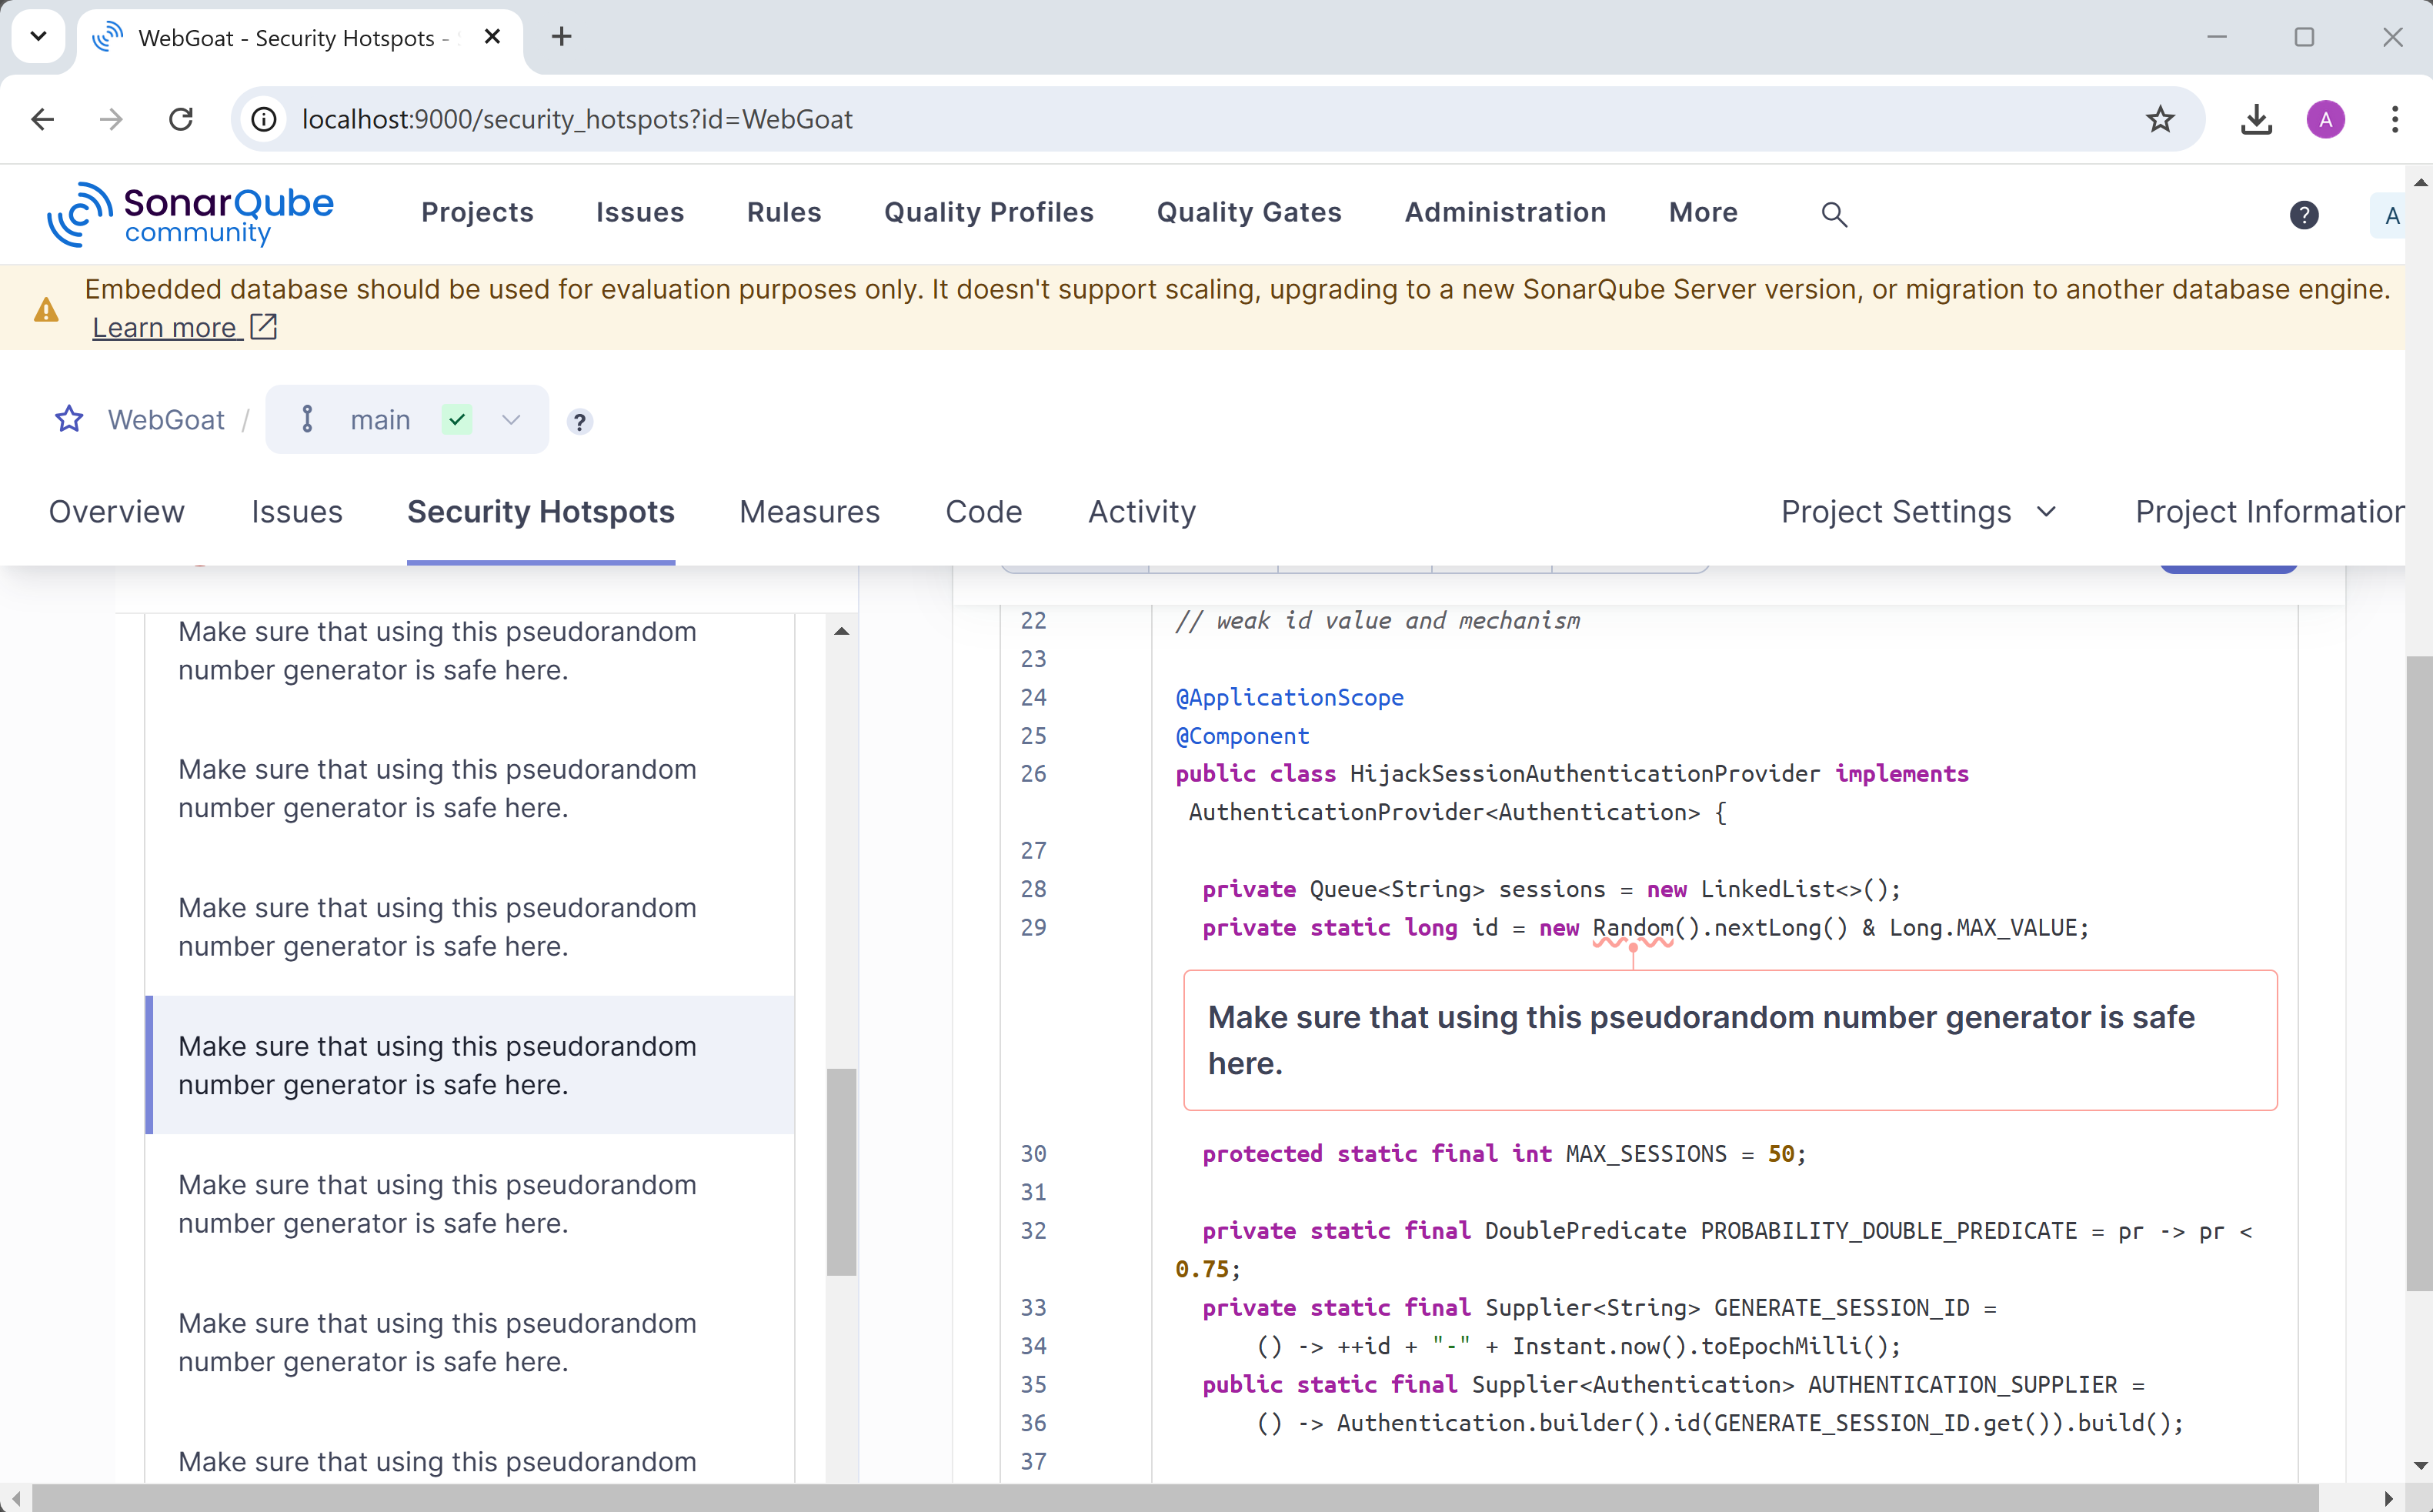 WebGoat - Security Hotspots -
localhost:9000/security_hotspots?id=WebGoat
A
SonarQube
community
Projects
Issues
Rules
Quality Profiles
Quality Gates
Administration
More
?
A
Embedded database should be used for evaluation purposes only. It doesn't support scaling, upgrading to a new SonarQube Server version, or migration to another database engine.
Learn more
WebGoat / main
?
Overview
Issues
Security Hotspots
Measures
Code
Activity
Project Settings
Project Information
Make sure that using this pseudorandom
number generator is safe here.
Make sure that using this pseudorandom
number generator is safe here.
Make sure that using this pseudorandom
number generator is safe here.
Make sure that using this pseudorandom
number generator is safe here.
Make sure that using this pseudorandom
number generator is safe here.
Make sure that using this pseudorandom
number generator is safe here.
Make sure that using this pseudorandom
22 // weak id value and mechanism
23
24 @ApplicationScope
25 @Component
26 public class HijackSessionAuthenticationProvider implements
AuthenticationProvider<Authentication> {
27
28 private Queue<String> sessions = new LinkedList<>();
29 private static long id = new Random().nextLong() & Long.MAX_VALUE;
Make sure that using this pseudorandom number generator is safe
here.
30 protected static final int MAX_SESSIONS = 50;
31
32 private static final DoublePredicate PROBABILITY_DOUBLE_PREDICATE = pr -> pr <
0.75;
33 private static final Supplier<String> GENERATE_SESSION_ID =
34 () -> ++id + "-" + Instant.now().toEpochMilli();
35 public static final Supplier<Authentication> AUTHENTICATION_SUPPLIER =
36 () -> Authentication.builder().id(GENERATE_SESSION_ID.get()).build();
37